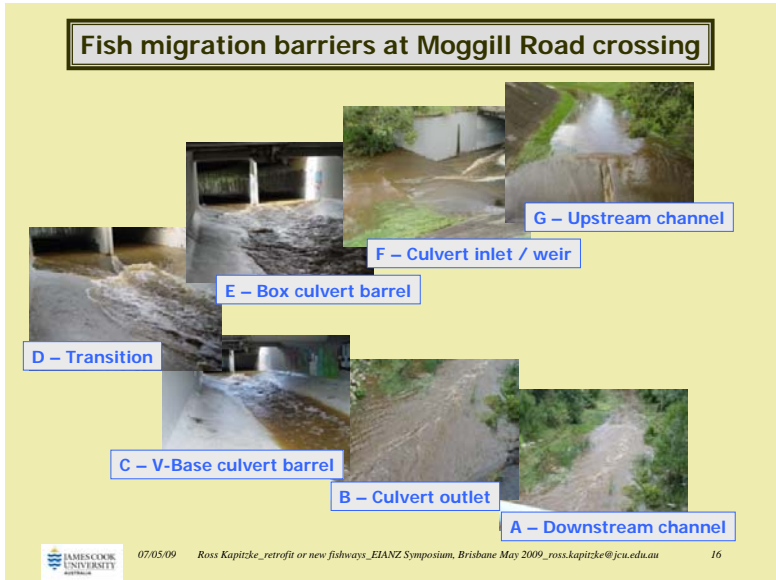 Fish migration barriers at Moggill Road crossing
G – Upstream channel
F – Culvert inlet / weir
E – Box culvert barrel
D – Transition
C – V-Base culvert barrel
B – Culvert outlet
A – Downstream channel
JAMES COOK
UNIVERSITY
AUSTRALIA
07/05/09 Ross Kapitzke_retrofit or new fishways_EIANZ Symposium, Brisbane May 2009_ross.kapitzke@jcu.edu.au 16